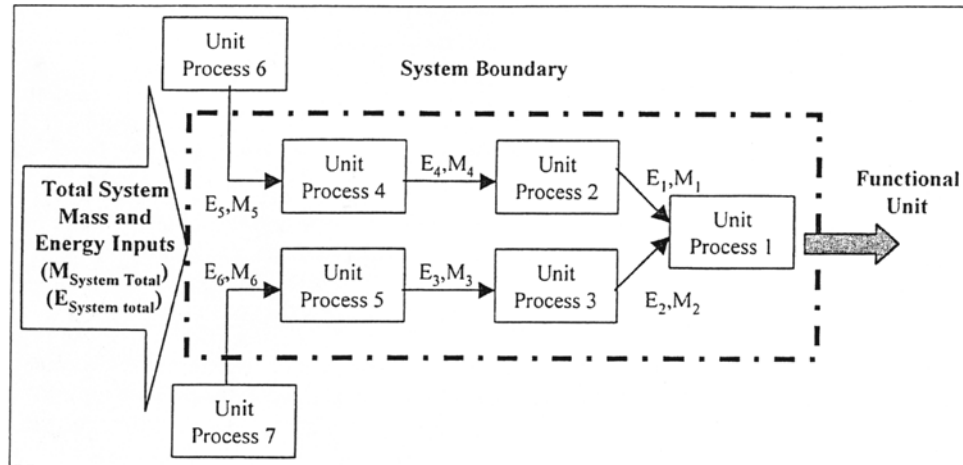 Unit
Process 6
System Boundary
Total System
Mass and
Energy Inputs
(M_System Total)
(E_System total)
E5,M5
Unit
Process 4
E4,M4
Unit
Process 2
E1,M1
Unit
Process 1
Functional
Unit
E6,M6
Unit
Process 5
E3,M3
Unit
Process 3
E2,M2
Unit
Process 7